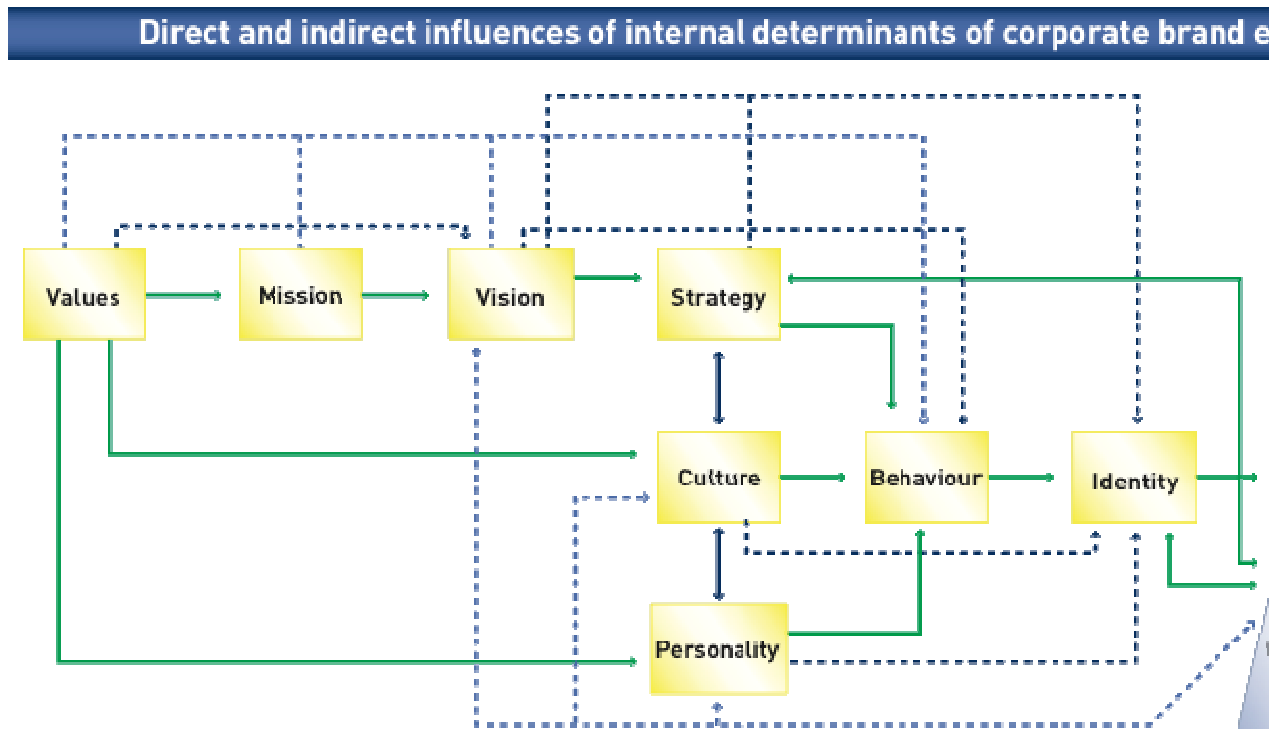 Direct and indirect influences of internal determinants of corporate brand e
Values
Mission
Vision
Strategy
Culture
Behaviour
Identity
Personality